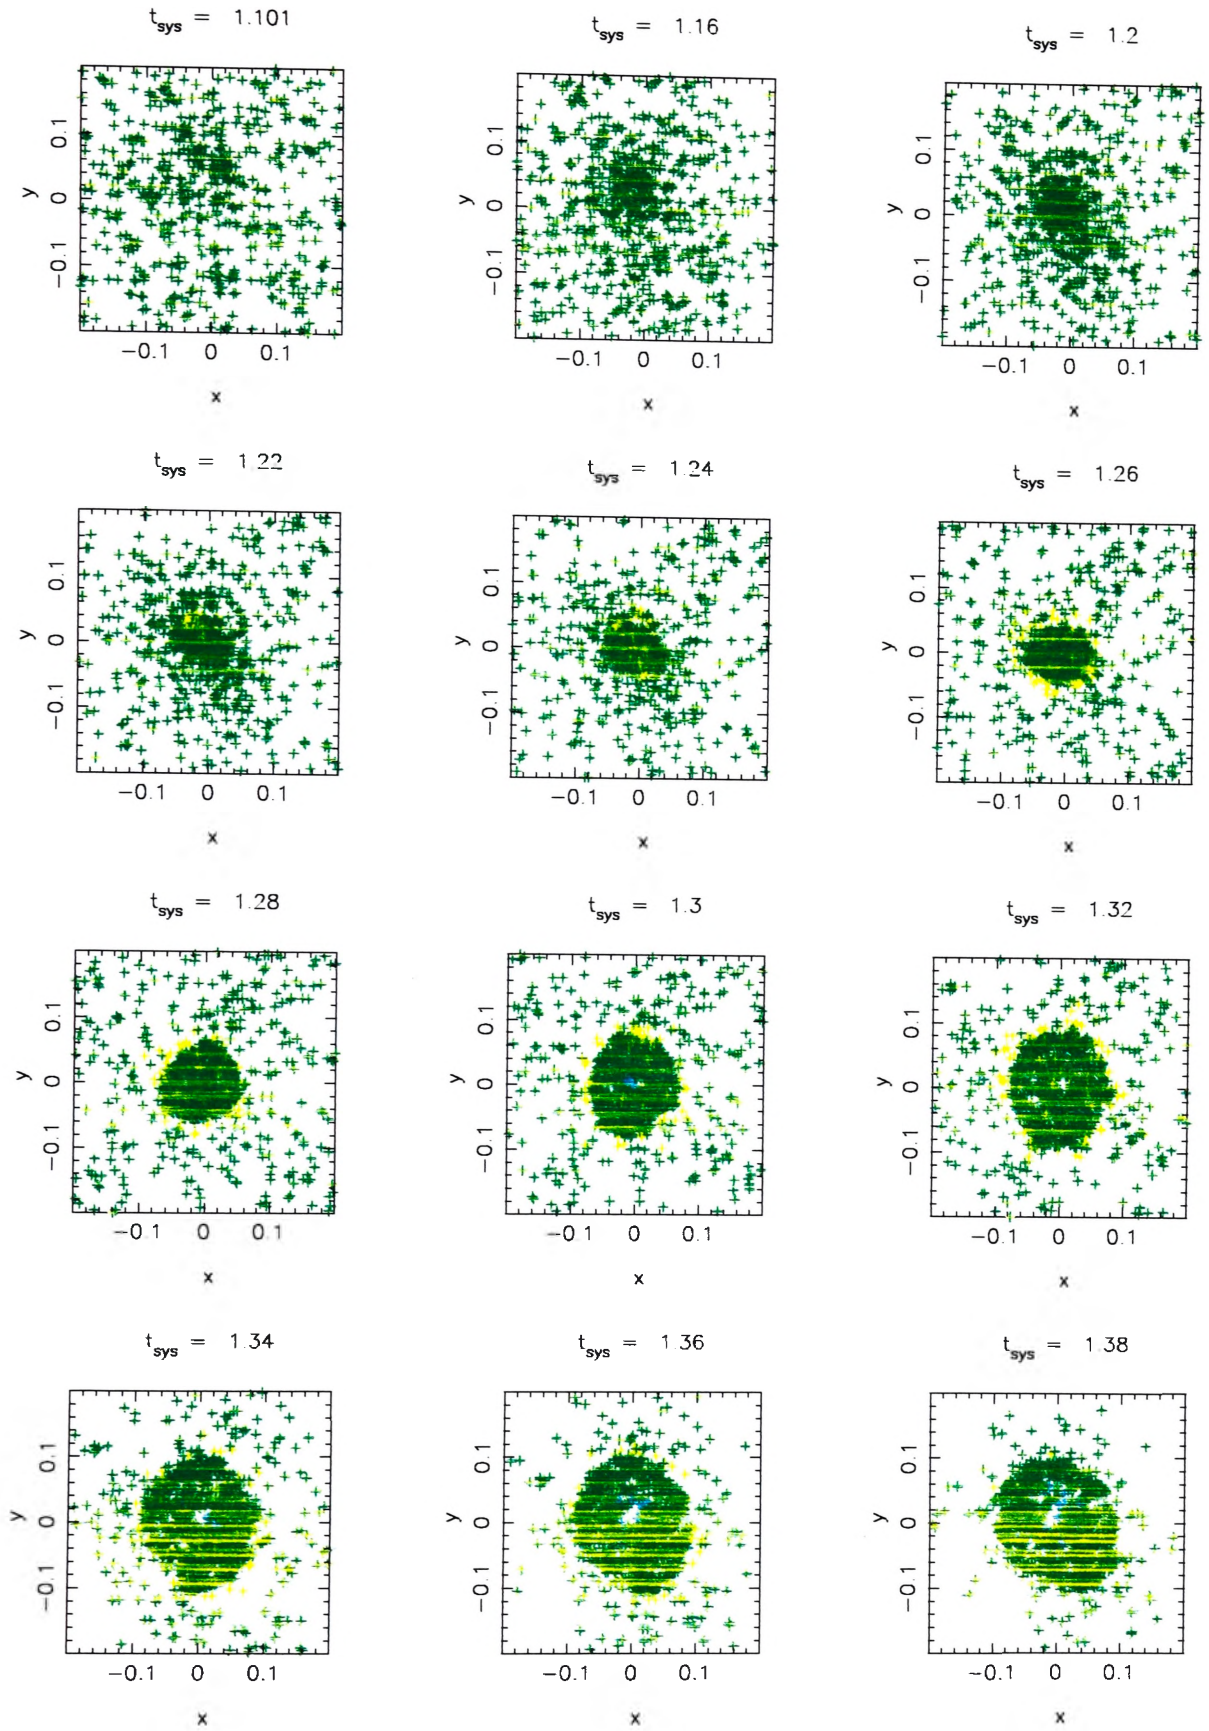 t_sys = 1.101
t_sys = 1.16
t_sys = 1.2
0.1
0
−0.1
y
−0.1 0 0.1
x
0.1
0
−0.1
y
−0.1 0 0.1
x
0.1
0
−0.1
y
−0.1 0 0.1
x
t_sys = 1.22
t_sys = 1.24
t_sys = 1.26
0.1
0
−0.1
y
−0.1 0 0.1
x
0.1
0
−0.1
y
−0.1 0 0.1
x
0.1
0
−0.1
y
−0.1 0 0.1
x
t_sys = 1.28
t_sys = 1.3
t_sys = 1.32
0.1
0
−0.1
y
−0.1 0 0.1
x
0.1
0
−0.1
y
−0.1 0 0.1
x
0.1
0
−0.1
y
−0.1 0 0.1
x
t_sys = 1.34
t_sys = 1.36
t_sys = 1.38
0.1
0
−0.1
y
−0.1 0 0.1
x
0.1
0
−0.1
y
−0.1 0 0.1
x
0.1
0
−0.1
y
−0.1 0 0.1
x